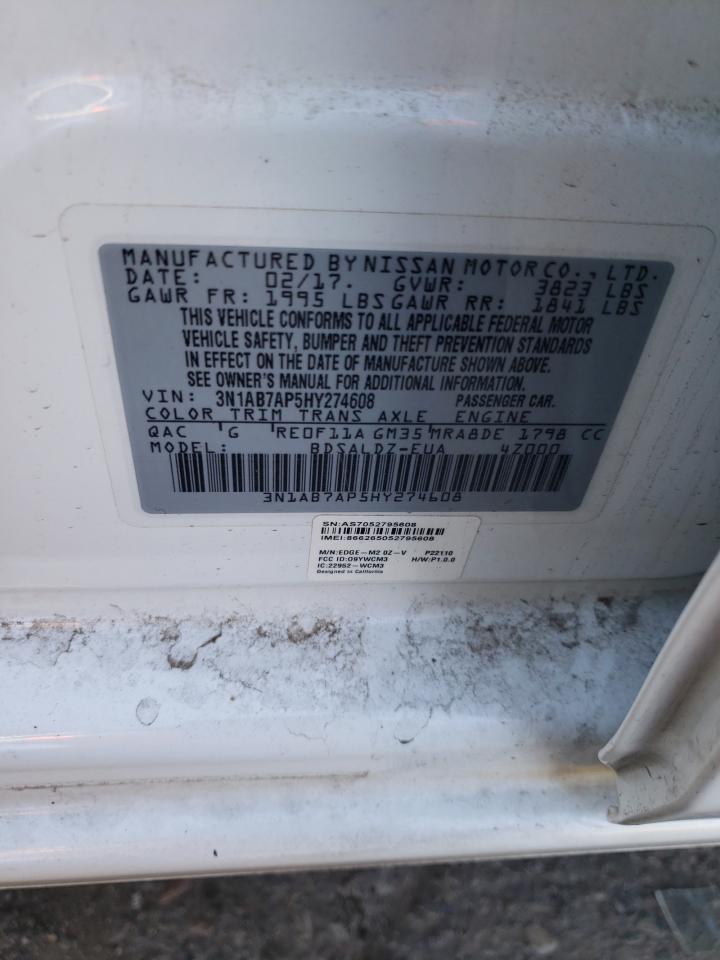 MANUFACTURED BY NISSAN MOTOR CO., LTD.
DATE: 02/17. GVWR: 3823 LBS
GAWR FR: 1995 LBS GAWR RR: 1841 LBS
THIS VEHICLE CONFORMS TO ALL APPLICABLE FEDERAL MOTOR
VEHICLE SAFETY, BUMPER AND THEFT PREVENTION STANDARDS
IN EFFECT ON THE DATE OF MANUFACTURE SHOWN ABOVE.
SEE OWNER'S MANUAL FOR ADDITIONAL INFORMATION.
VIN: 3N1AB7AP5HY274608 PASSENGER CAR.
COLOR TRIM TRANS AXLE ENGINE
QAC G RE0F11A GM35 MRA8DE 1798 CC
MODEL: BDSALDZ-EUA 4Z000
3N1AB7AP5HY274608
SN:AS7052795608
IMEI:866265052795608
M/N:EDGE-M2 0Z-V P22110
FCC ID:O9YWCM3 H/W:P1.0.0
IC:22952-WCM3
Designed in California